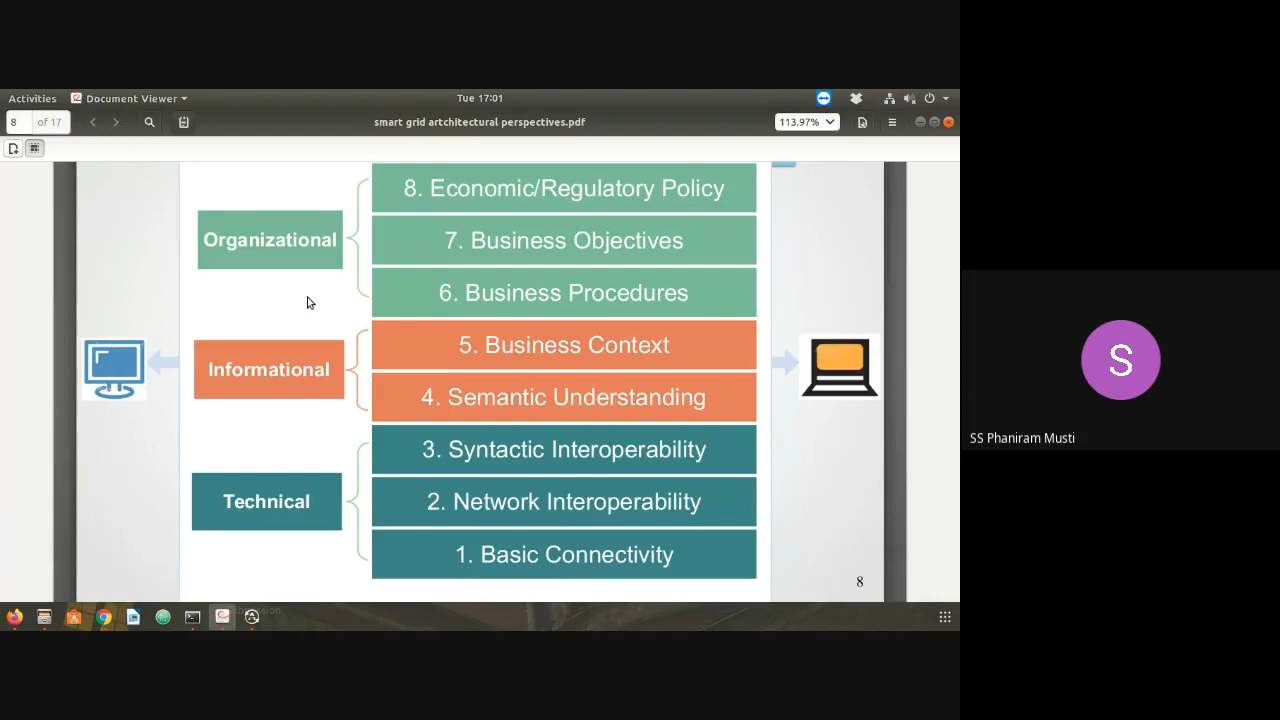 Activities Document Viewer Tue 17:01
8 of 17 smart grid artchitectural perspectives.pdf 113.97%
8. Economic/Regulatory Policy
Organizational 7. Business Objectives
6. Business Procedures
5. Business Context
Informational
4. Semantic Understanding
3. Syntactic Interoperability
Technical 2. Network Interoperability
1. Basic Connectivity
8
S
SS Phaniram Musti